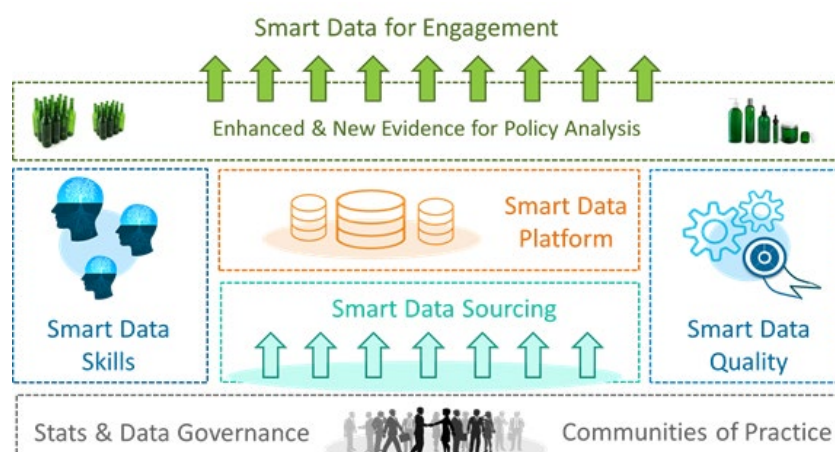 Smart Data for Engagement
Enhanced & New Evidence for Policy Analysis
Smart Data
Skills
Smart Data
Platform
Smart Data Sourcing
Smart Data
Quality
Stats & Data Governance
Communities of Practice